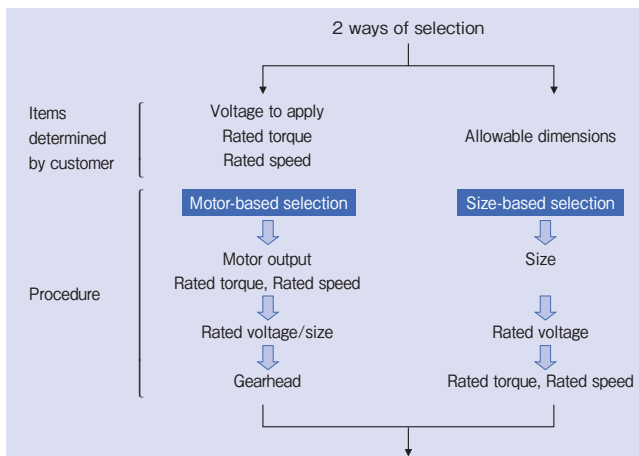 2 ways of selection
Items
determined
by customer
Voltage to apply
Rated torque
Rated speed
Allowable dimensions
Motor-based selection
Size-based selection
Procedure
Motor output
Rated torque, Rated speed
Size
Rated voltage/size
Rated voltage
Gearhead
Rated torque, Rated speed